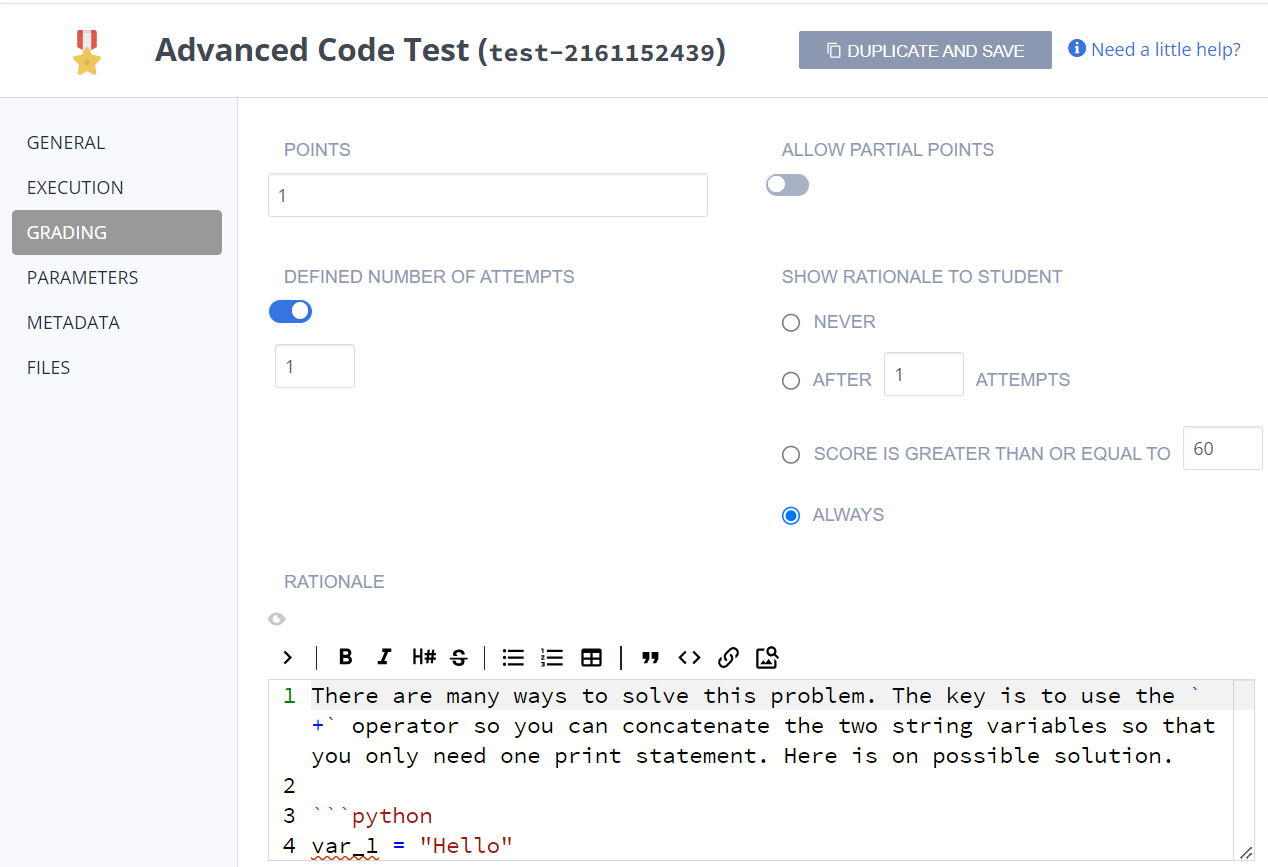 Advanced Code Test (test-2161152439)
DUPLICATE AND SAVE
Need a little help?
GENERAL
EXECUTION
GRADING
PARAMETERS
METADATA
FILES
POINTS
1
ALLOW PARTIAL POINTS
DEFINED NUMBER OF ATTEMPTS
1
SHOW RATIONALE TO STUDENT
NEVER
AFTER 1 ATTEMPTS
SCORE IS GREATER THAN OR EQUAL TO 60
ALWAYS
RATIONALE
B I H# S
1 There are many ways to solve this problem. The key is to use the `
+` operator so you can concatenate the two string variables so that
you only need one print statement. Here is on possible solution.
2
3 ```python
4 var_1 = "Hello"